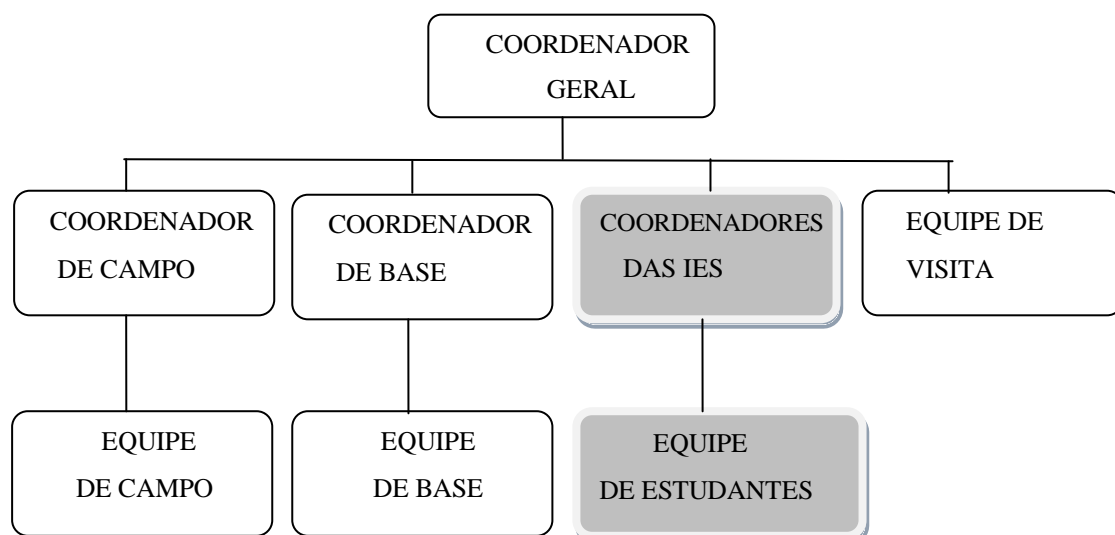 COORDENADOR
GERAL
COORDENADOR
DE CAMPO
COORDENADOR
DE BASE
COORDENADORES
DAS IES
EQUIPE DE
VISITA
EQUIPE
DE CAMPO
EQUIPE
DE BASE
EQUIPE
DE ESTUDANTES